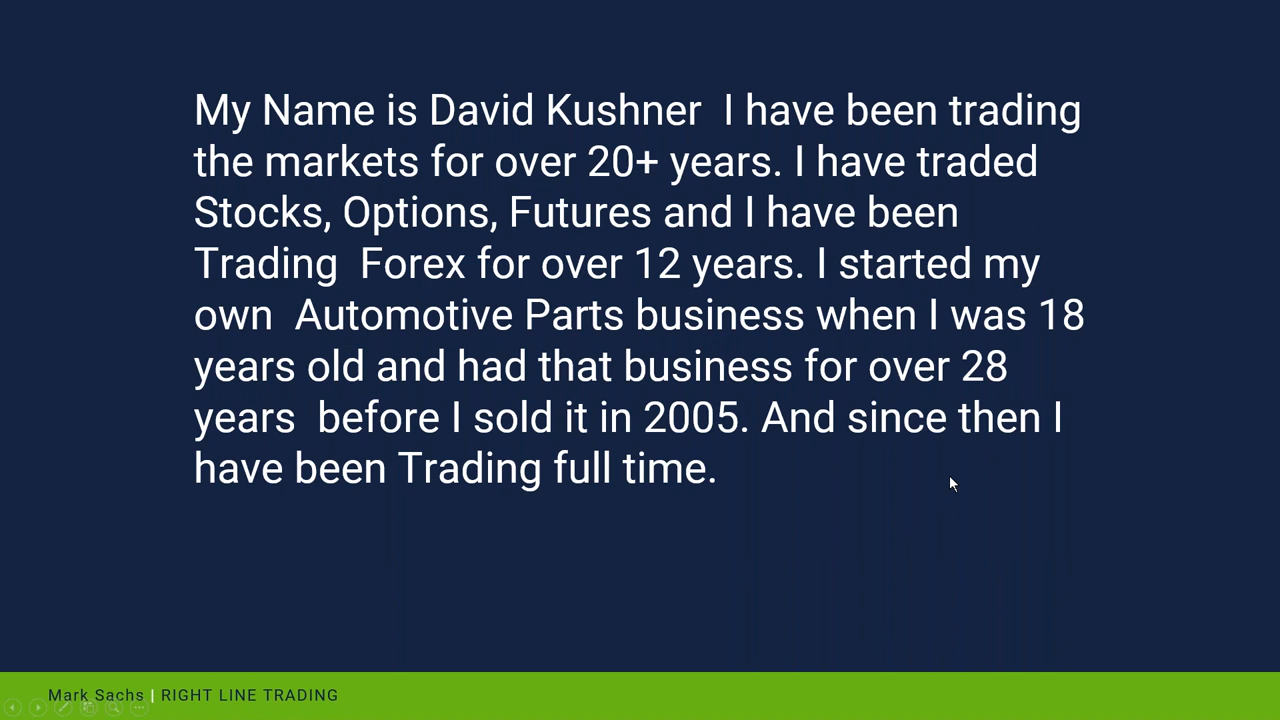 My Name is David Kushner  I have been trading
the markets for over 20+ years. I have traded
Stocks, Options, Futures and I have been
Trading  Forex for over 12 years. I started my
own  Automotive Parts business when I was 18
years old and had that business for over 28
years  before I sold it in 2005. And since then I
have been Trading full time.
Mark Sachs | RIGHT LINE TRADING